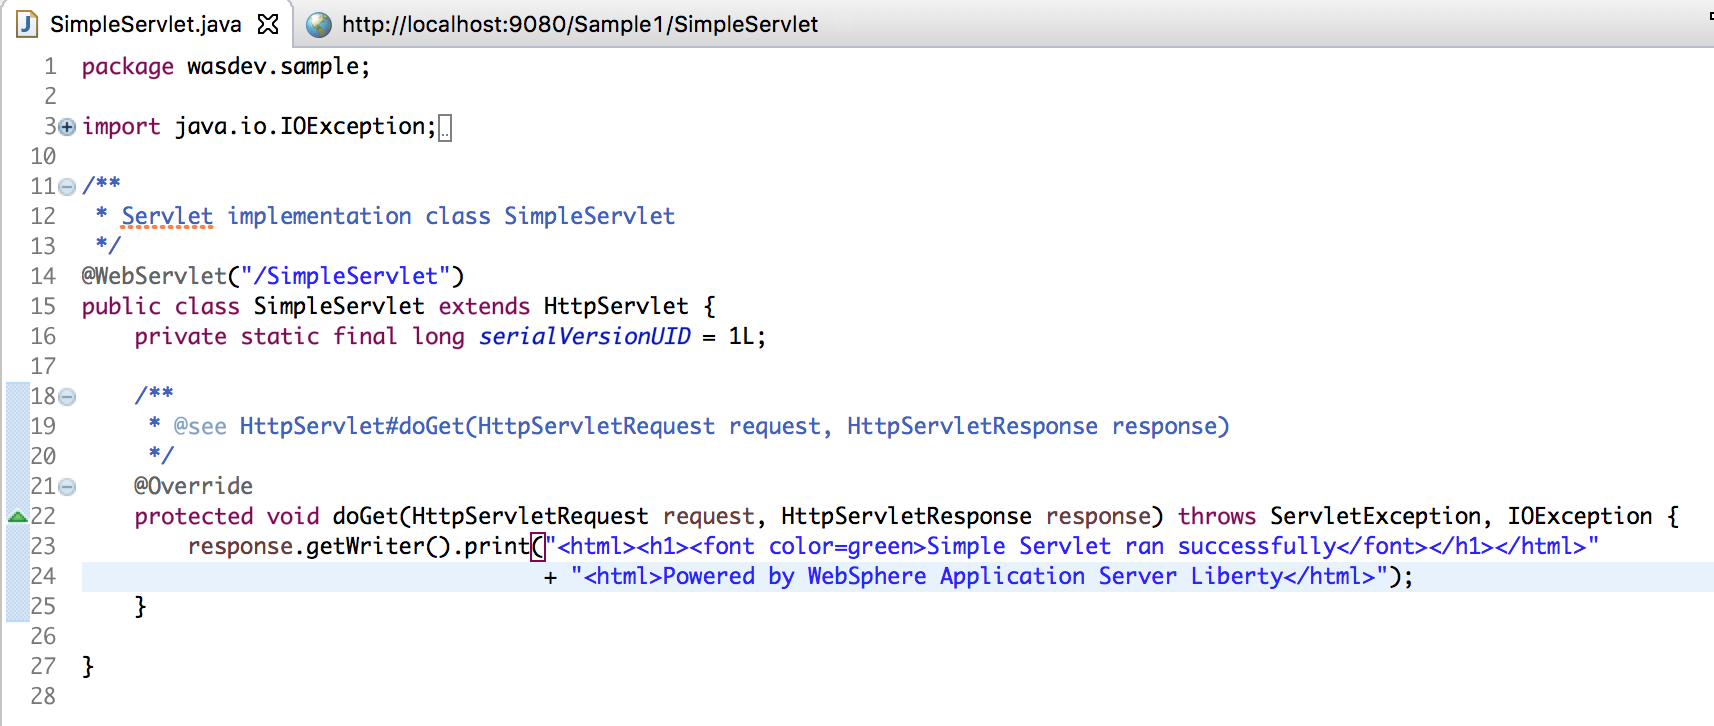 SimpleServlet.java http://localhost:9080/Sample1/SimpleServlet
1 package wasdev.sample;
2
3 import java.io.IOException;
10
11 /**
12 * Servlet implementation class SimpleServlet
13 */
14 @WebServlet("/SimpleServlet")
15 public class SimpleServlet extends HttpServlet {
16 private static final long serialVersionUID = 1L;
17
18 /**
19 * @see HttpServlet#doGet(HttpServletRequest request, HttpServletResponse response)
20 */
21 @Override
22 protected void doGet(HttpServletRequest request, HttpServletResponse response) throws ServletException, IOException {
23 response.getWriter().print("<html><h1><font color=green>Simple Servlet ran successfully</font></h1></html>"
24 + "<html>Powered by WebSphere Application Server Liberty</html>");
25 }
26
27 }
28